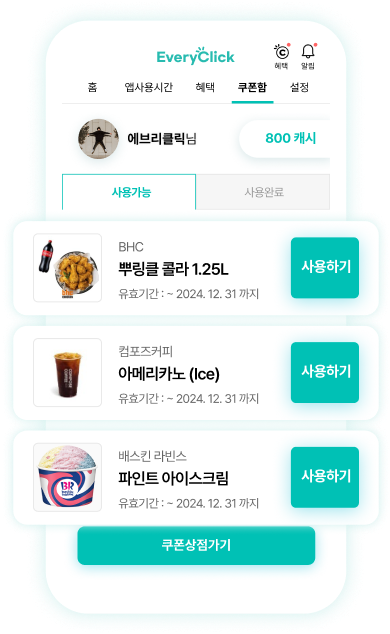 EveryClick
혜택 알림
홈 앱사용시간 혜택 쿠폰함 설정
에브리클릭님 800 캐시
사용가능 사용완료
BHC
뿌링클 콜라 1.25L
유효기간 : ~ 2024. 12. 31 까지
사용하기
컴포즈커피
아메리카노 (Ice)
유효기간 : ~ 2024. 12. 31 까지
사용하기
배스킨 라빈스
파인트 아이스크림
유효기간 : ~ 2024. 12. 31 까지
사용하기
BR
쿠폰상점가기